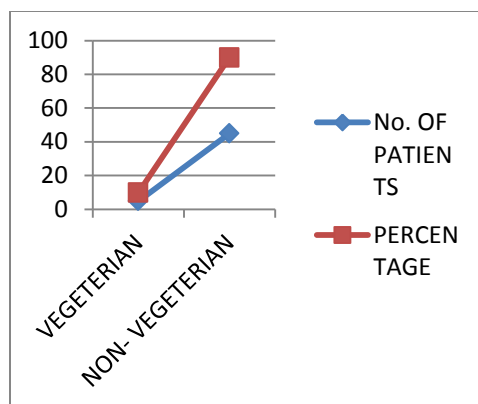 100
80
60
40
20
0
VEGETERIAN
NON- VEGETERIAN
No. OF
PATIEN
TS
PERCEN
TAGE